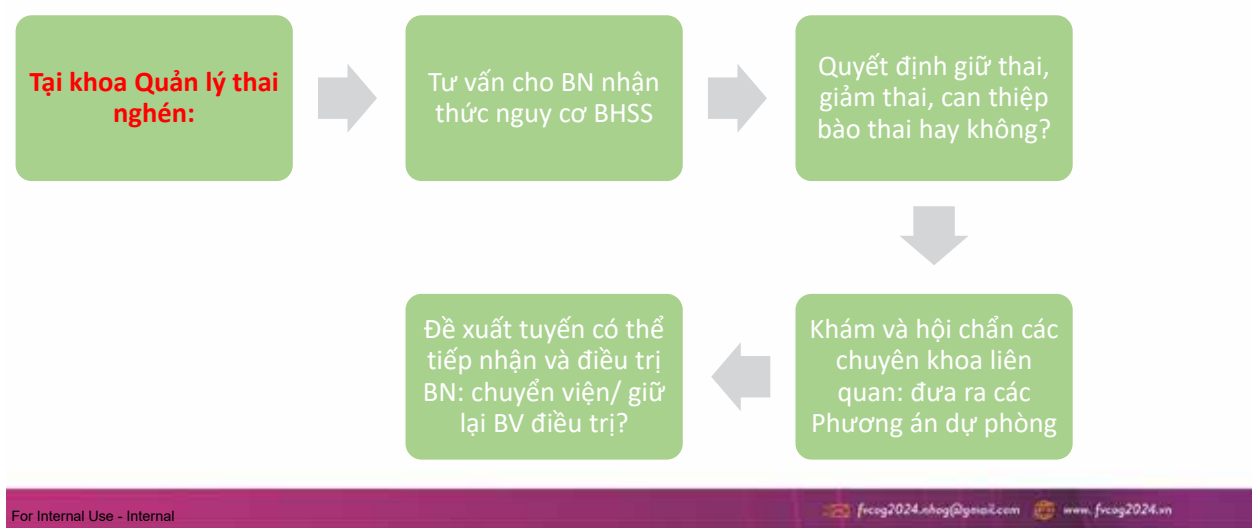 Tại khoa Quản lý thai
nghén:
Tư vấn cho BN nhận
thức nguy cơ BHSS
Quyết định giữ thai,
giảm thai, can thiệp
bào thai hay không?
Khám và hội chẩn các
chuyên khoa liên
quan: đưa ra các
Phương án dự phòng
Đề xuất tuyến có thể
tiếp nhận và điều trị
BN: chuyển viện/ giữ
lại BV điều trị?
For Internal Use - Internal
fvcog2024.nhog@gmail.com
www. fvcog2024.vn